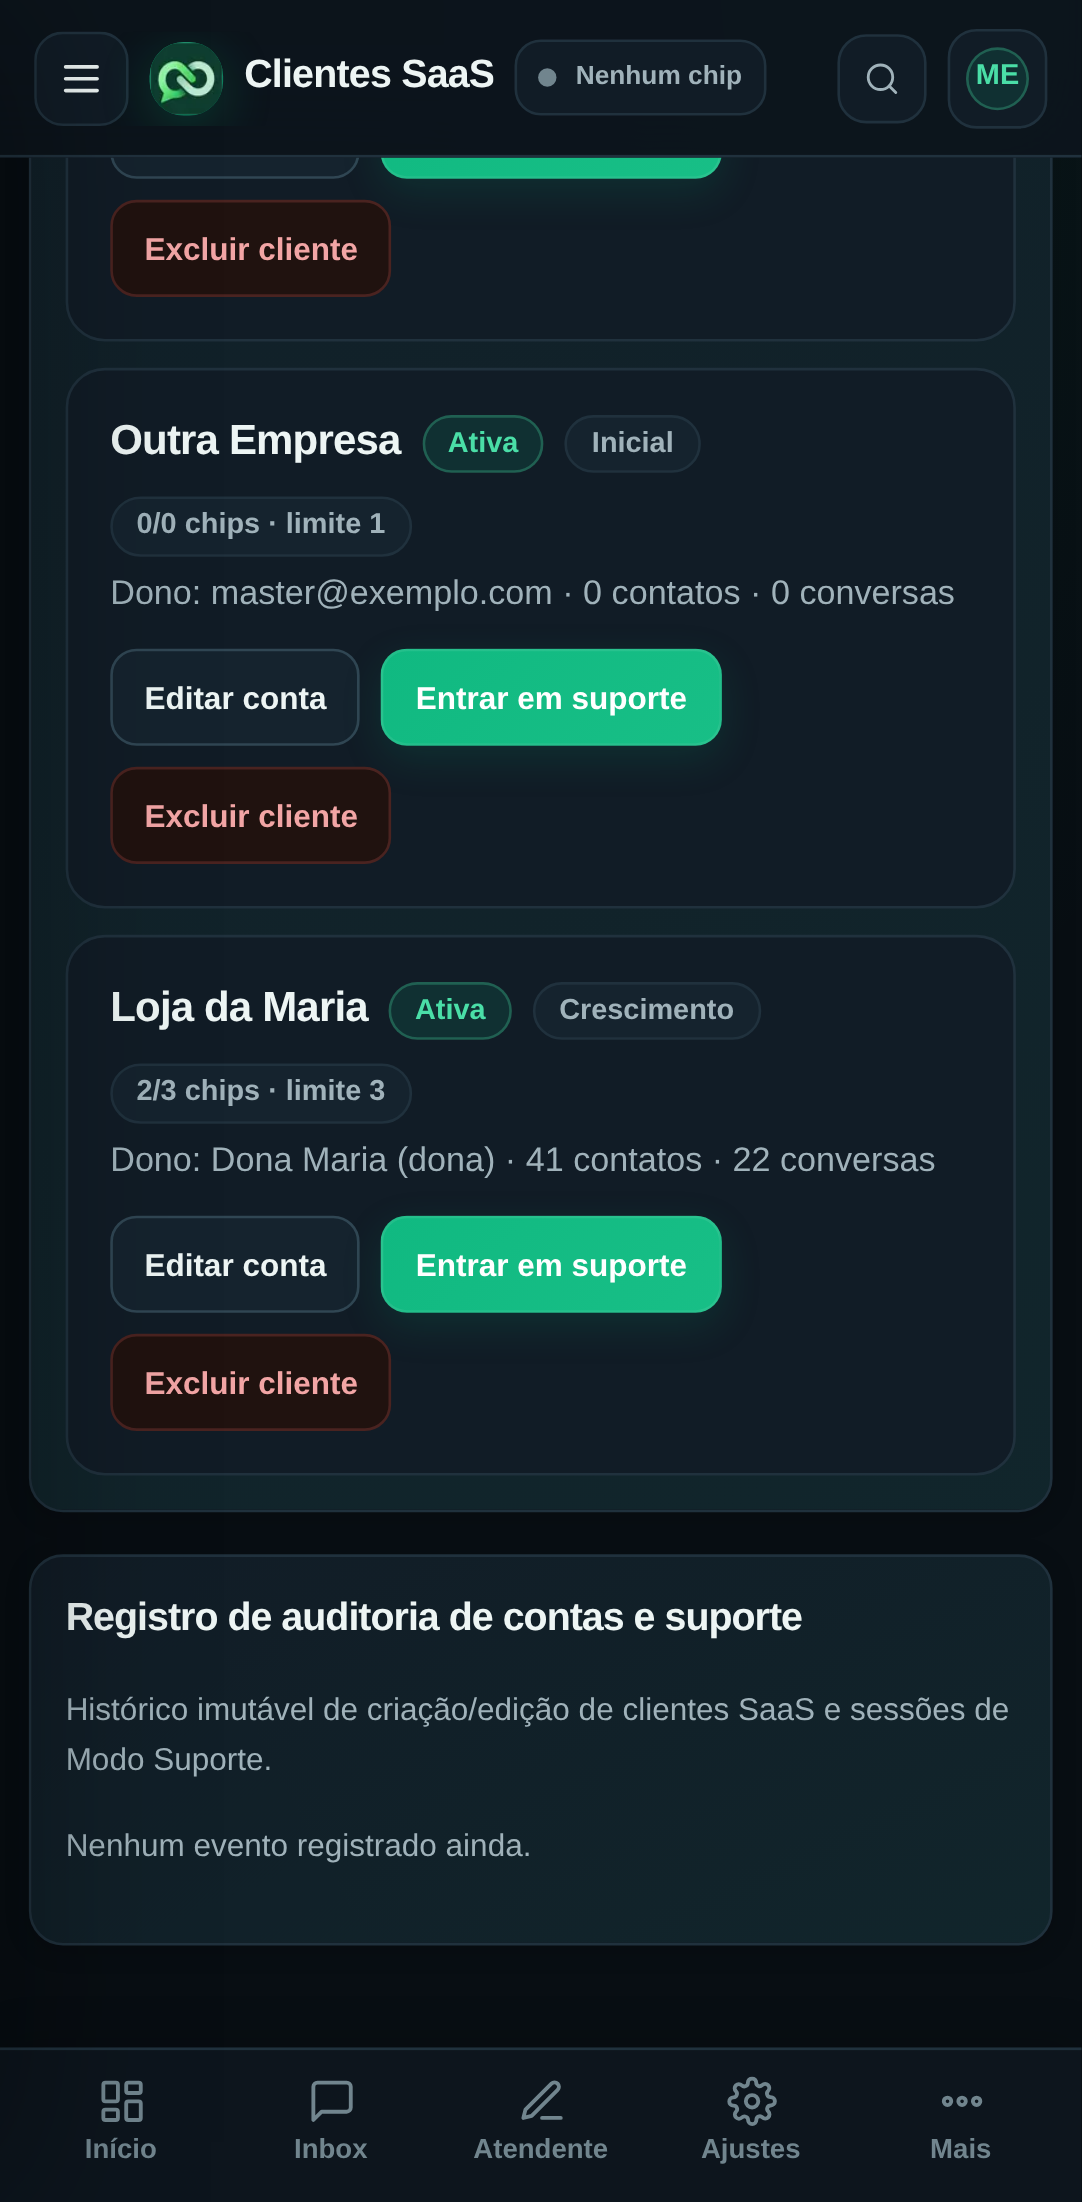 Clientes SaaS
Nenhum chip
ME
Excluir cliente
Outra Empresa
Ativa
Inicial
0/0 chips · limite 1
Dono: master@exemplo.com · 0 contatos · 0 conversas
Editar conta
Entrar em suporte
Excluir cliente
Loja da Maria
Ativa
Crescimento
2/3 chips · limite 3
Dono: Dona Maria (dona) · 41 contatos · 22 conversas
Editar conta
Entrar em suporte
Excluir cliente
Registro de auditoria de contas e suporte
Histórico imutável de criação/edição de clientes SaaS e sessões de
Modo Suporte.
Nenhum evento registrado ainda.
Início
Inbox
Atendente
Ajustes
Mais